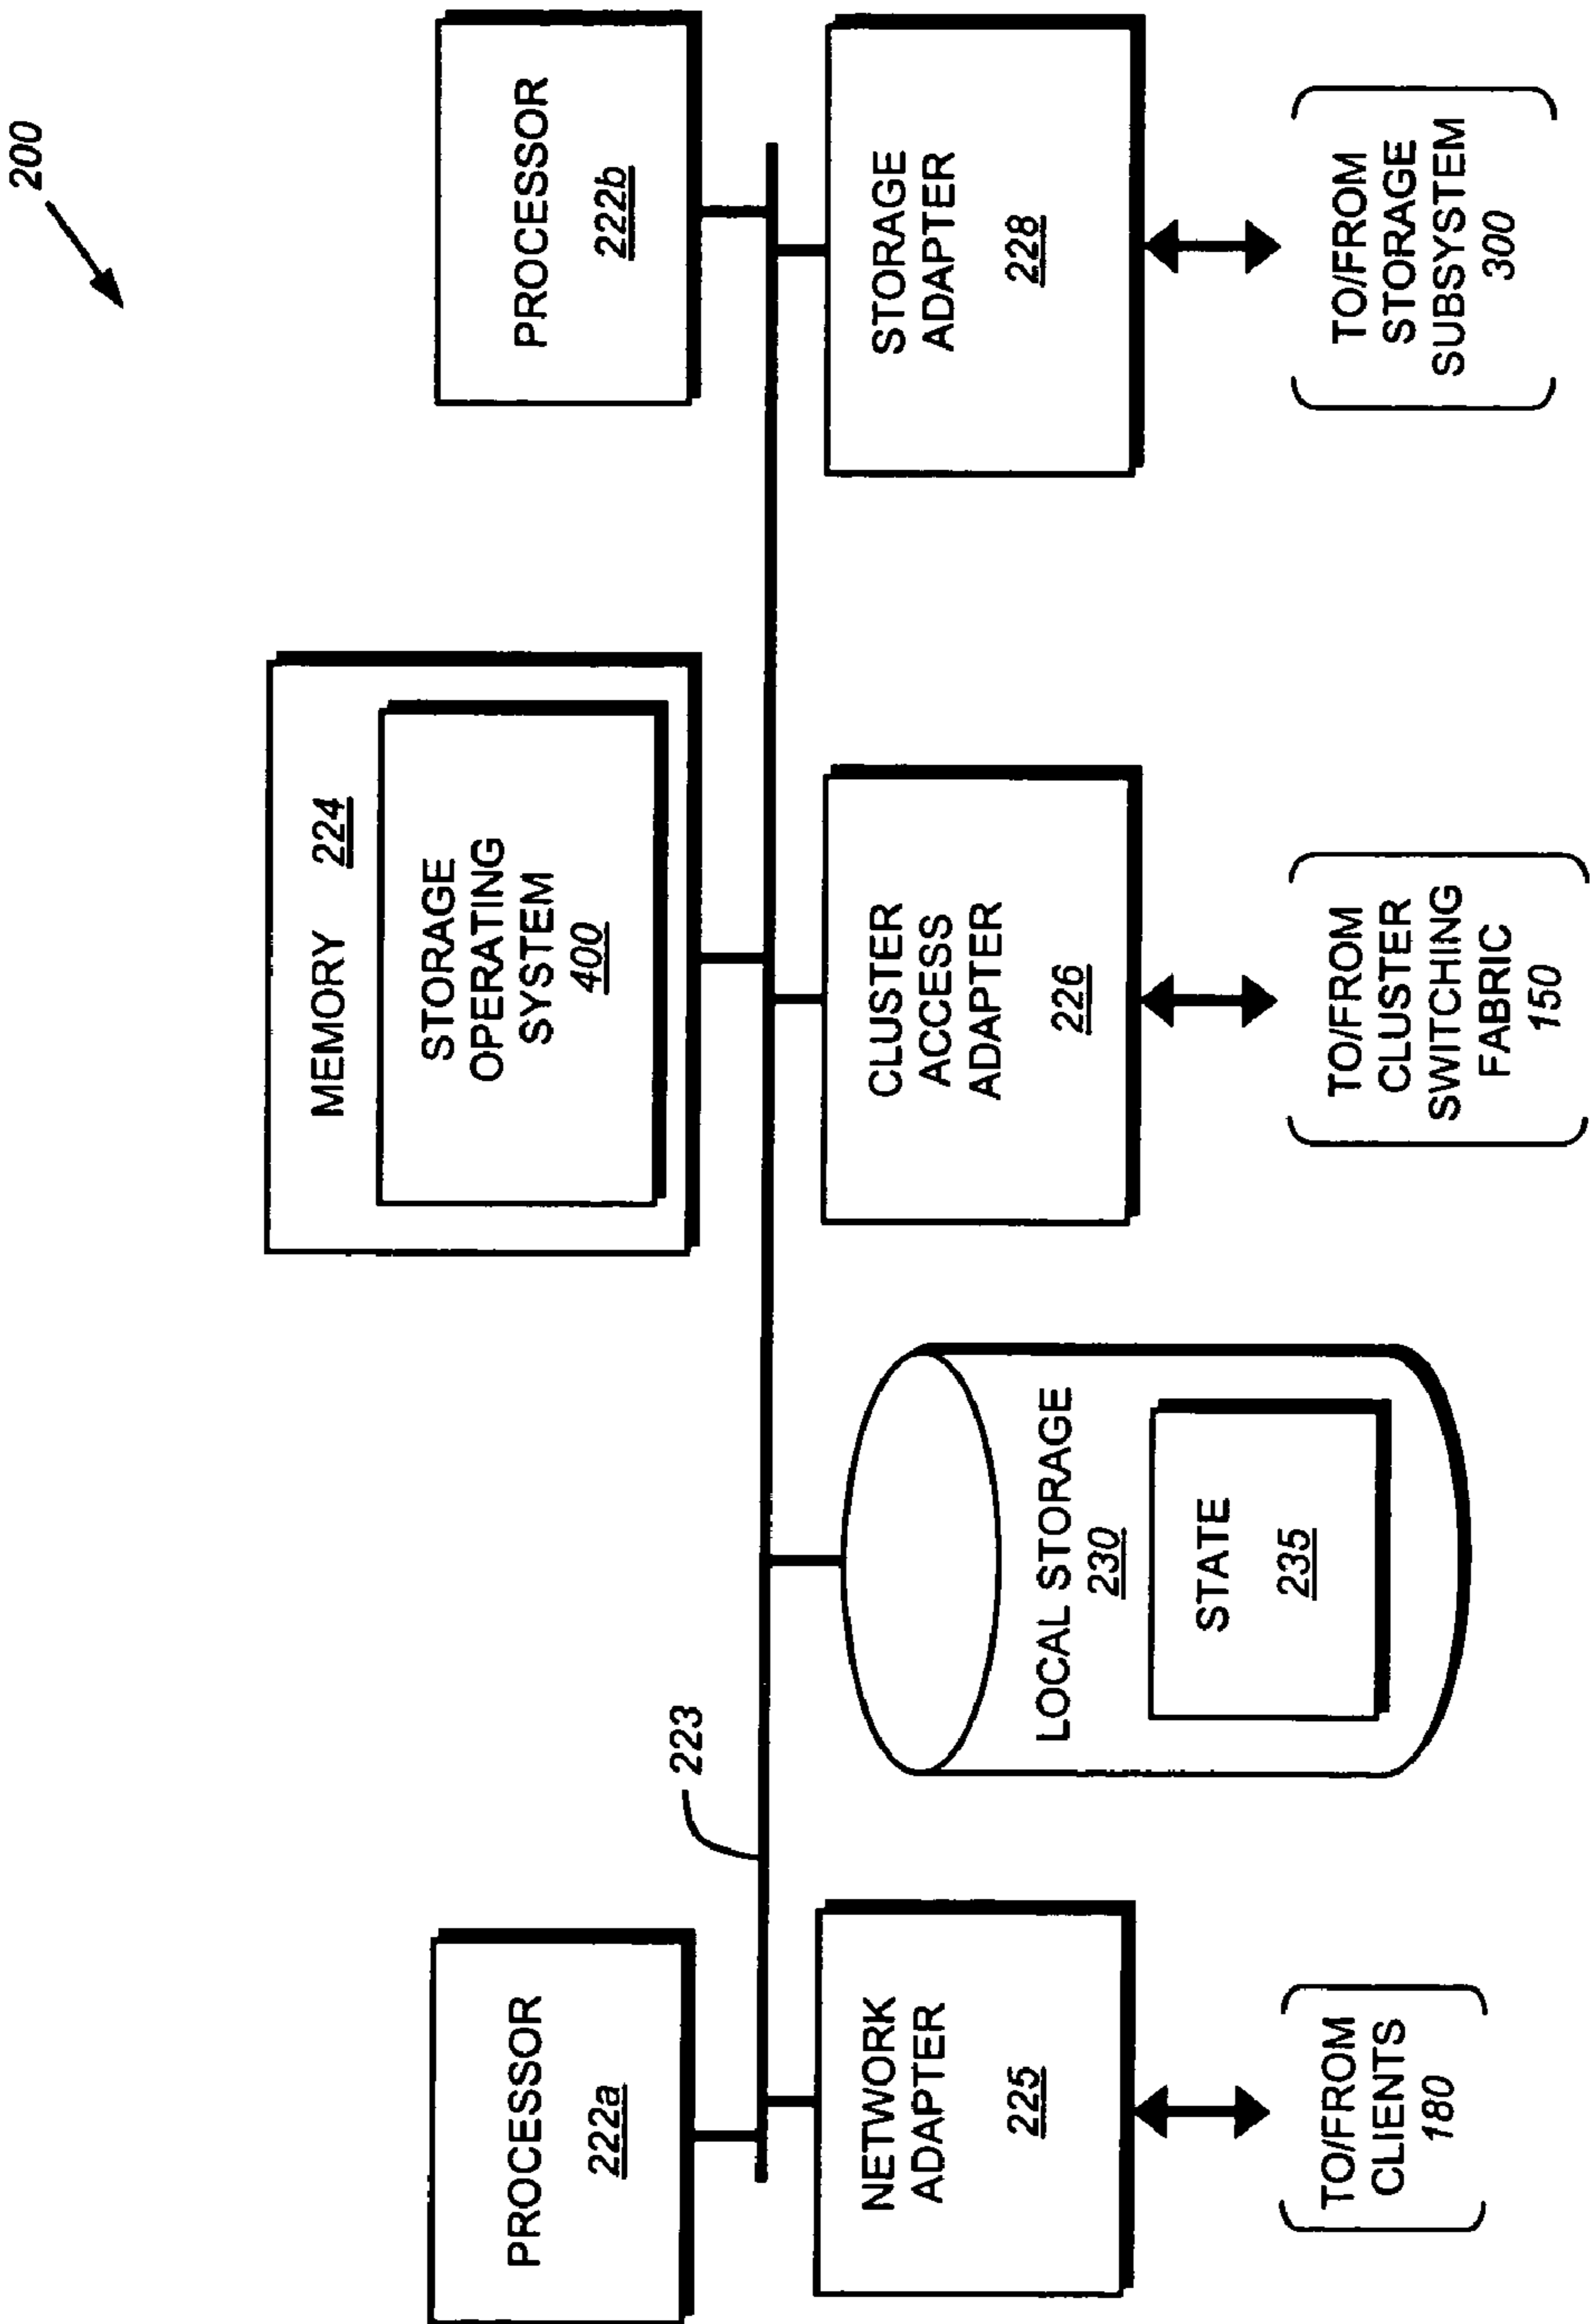 200
PROCESSOR
222a
MEMORY 224
STORAGE
OPERATING
SYSTEM
400
PROCESSOR
222b
223
NETWORK
ADAPTER
225
LOCAL STORAGE
230
STATE
235
CLUSTER
ACCESS
ADAPTER
226
STORAGE
ADAPTER
228
TO/FROM
CLIENTS
180
TO/FROM
CLUSTER
SWITCHING
FABRIC
150
TO/FROM
STORAGE
SUBSYSTEM
300